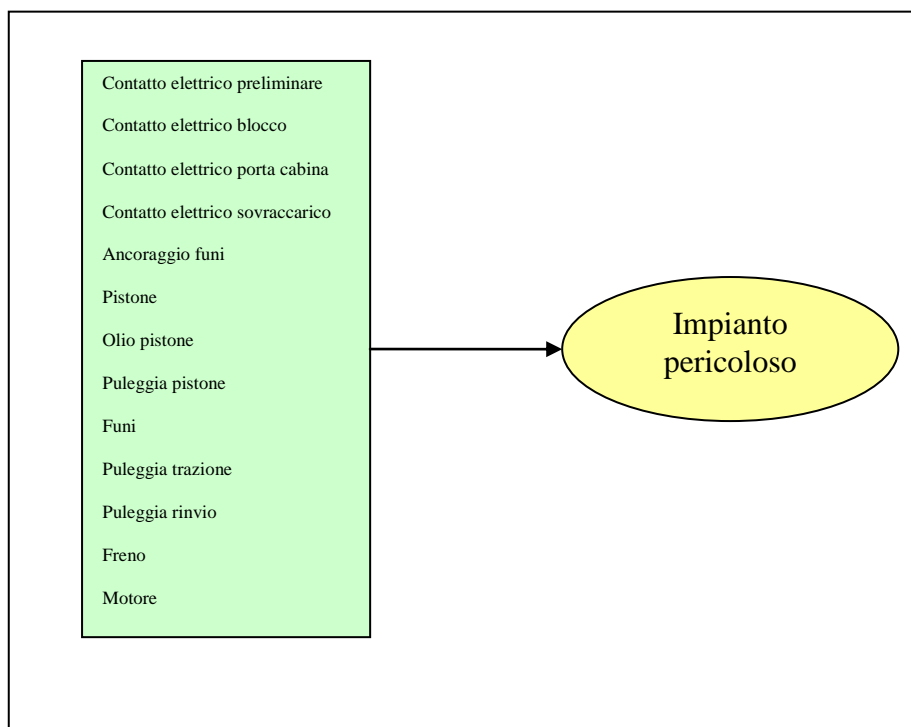 Contatto elettrico preliminare
Contatto elettrico blocco
Contatto elettrico porta cabina
Contatto elettrico sovraccarico
Ancoraggio funi
Pistone
Olio pistone
Puleggia pistone
Funi
Puleggia trazione
Puleggia rinvio
Freno
Motore
Impianto
pericoloso